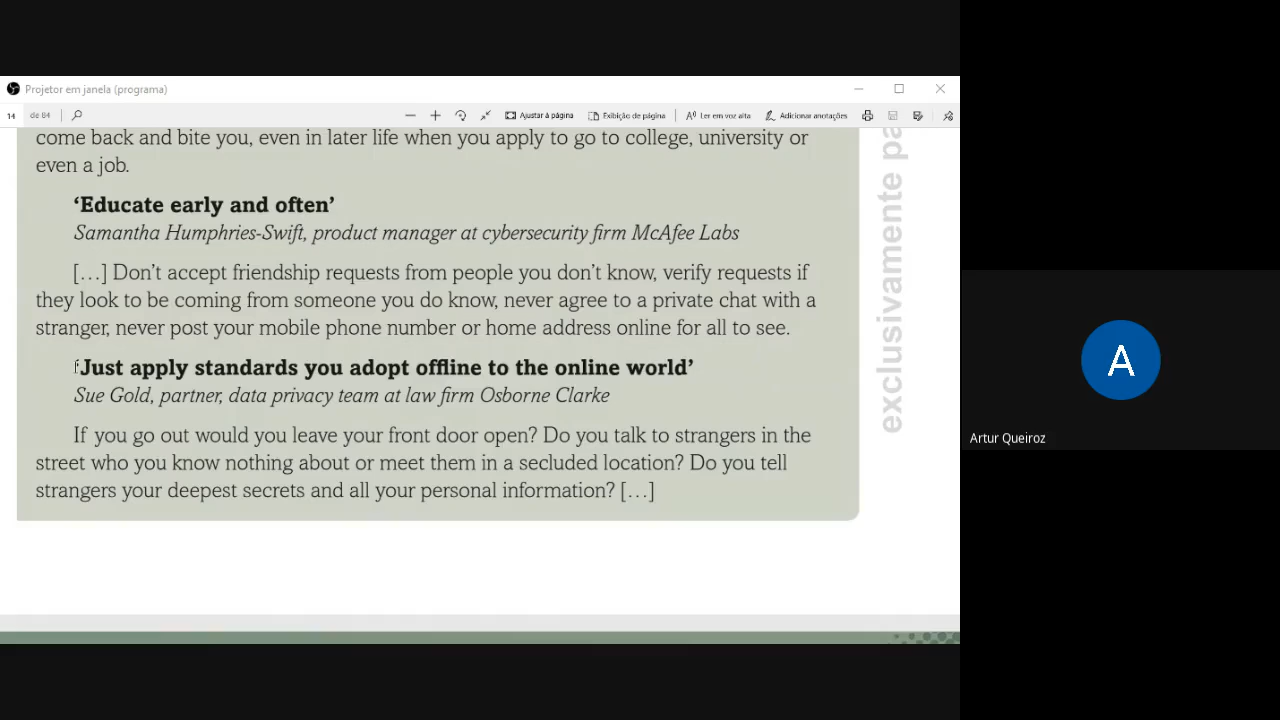 Projetor em janela (programa)
14 de 84 Ajustar à página Exibição de página Ler em voz alta Adicionar anotações
come back and bite you, even in later life when you apply to go to college, university or
even a job.
‘Educate early and often’
Samantha Humphries-Swift, product manager at cybersecurity firm McAfee Labs
[…] Don’t accept friendship requests from people you don’t know, verify requests if
they look to be coming from someone you do know, never agree to a private chat with a
stranger, never post your mobile phone number or home address online for all to see.
‘Just apply standards you adopt offline to the online world’
Sue Gold, partner, data privacy team at law firm Osborne Clarke
If you go out would you leave your front door open? Do you talk to strangers in the
street who you know nothing about or meet them in a secluded location? Do you tell
strangers your deepest secrets and all your personal information? […]
exclusivamente pa
A
Artur Queiroz